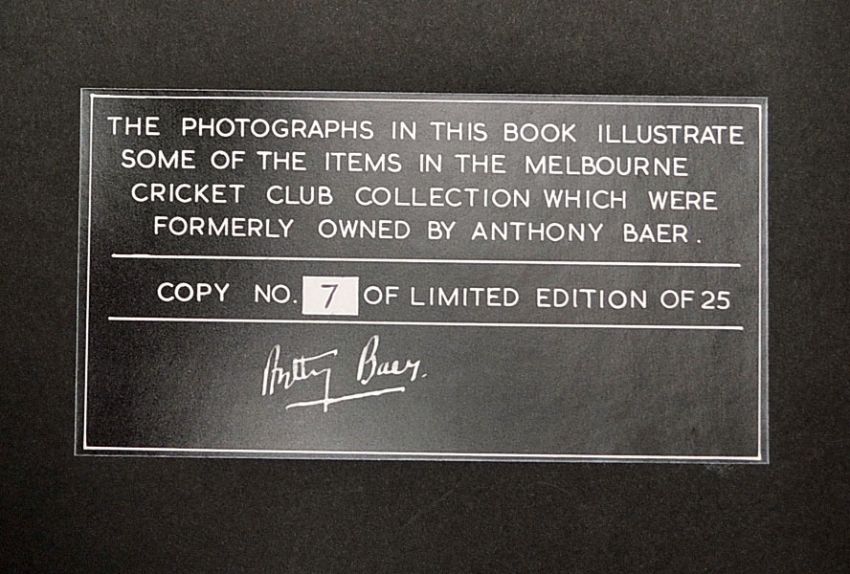 THE PHOTOGRAPHS IN THIS BOOK ILLUSTRATE
SOME OF THE ITEMS IN THE MELBOURNE
CRICKET CLUB COLLECTION WHICH WERE
FORMERLY OWNED BY ANTHONY BAER.
COPY NO. 7 OF LIMITED EDITION OF 25
Anthony Baer.